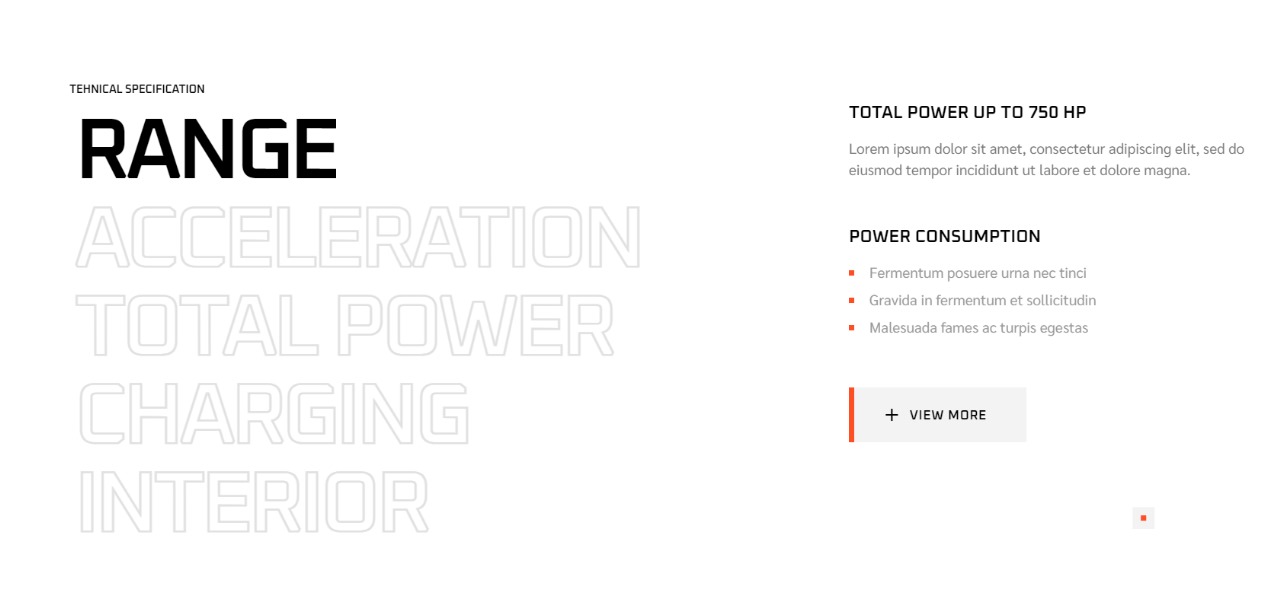 TEHNICAL SPECIFICATION
RANGE
ACCELERATION
TOTAL POWER
CHARGING
INTERIOR
TOTAL POWER UP TO 750 HP
Lorem ipsum dolor sit amet, consectetur adipiscing elit, sed do
eiusmod tempor incididunt ut labore et dolore magna.
POWER CONSUMPTION
Fermentum posuere urna nec tinci
Gravida in fermentum et sollicitudin
Malesuada fames ac turpis egestas
VIEW MORE